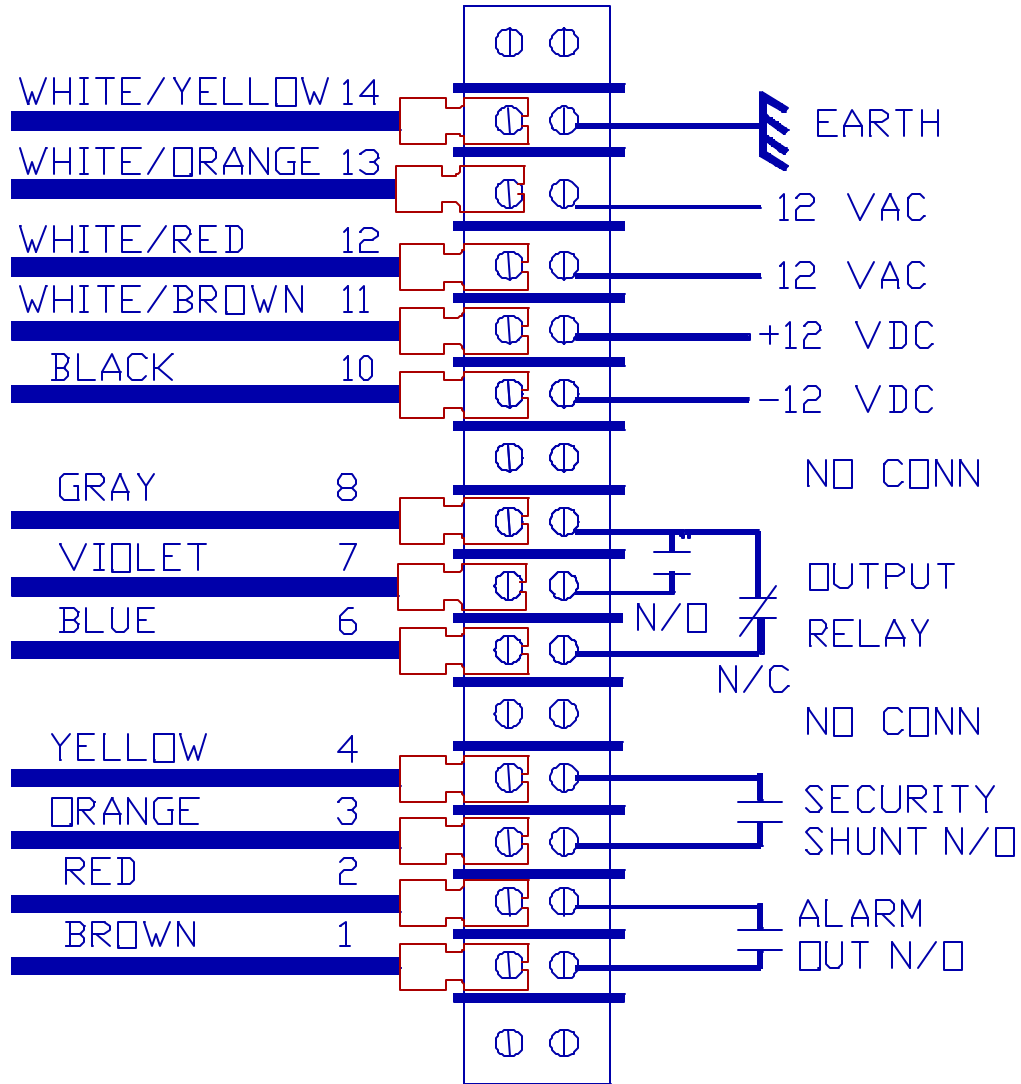 WHITE/YELLOW 14
EARTH
WHITE/ORANGE 13
12 VAC
WHITE/RED 12
12 VAC
WHITE/BROWN 11
+12 VDC
BLACK 10
-12 VDC
NO CONN
GRAY 8
VIOLET 7
OUTPUT
BLUE 6
N/O
RELAY
N/C
NO CONN
YELLOW 4
SECURITY
ORANGE 3
SHUNT N/O
RED 2
ALARM
BROWN 1
OUT N/O